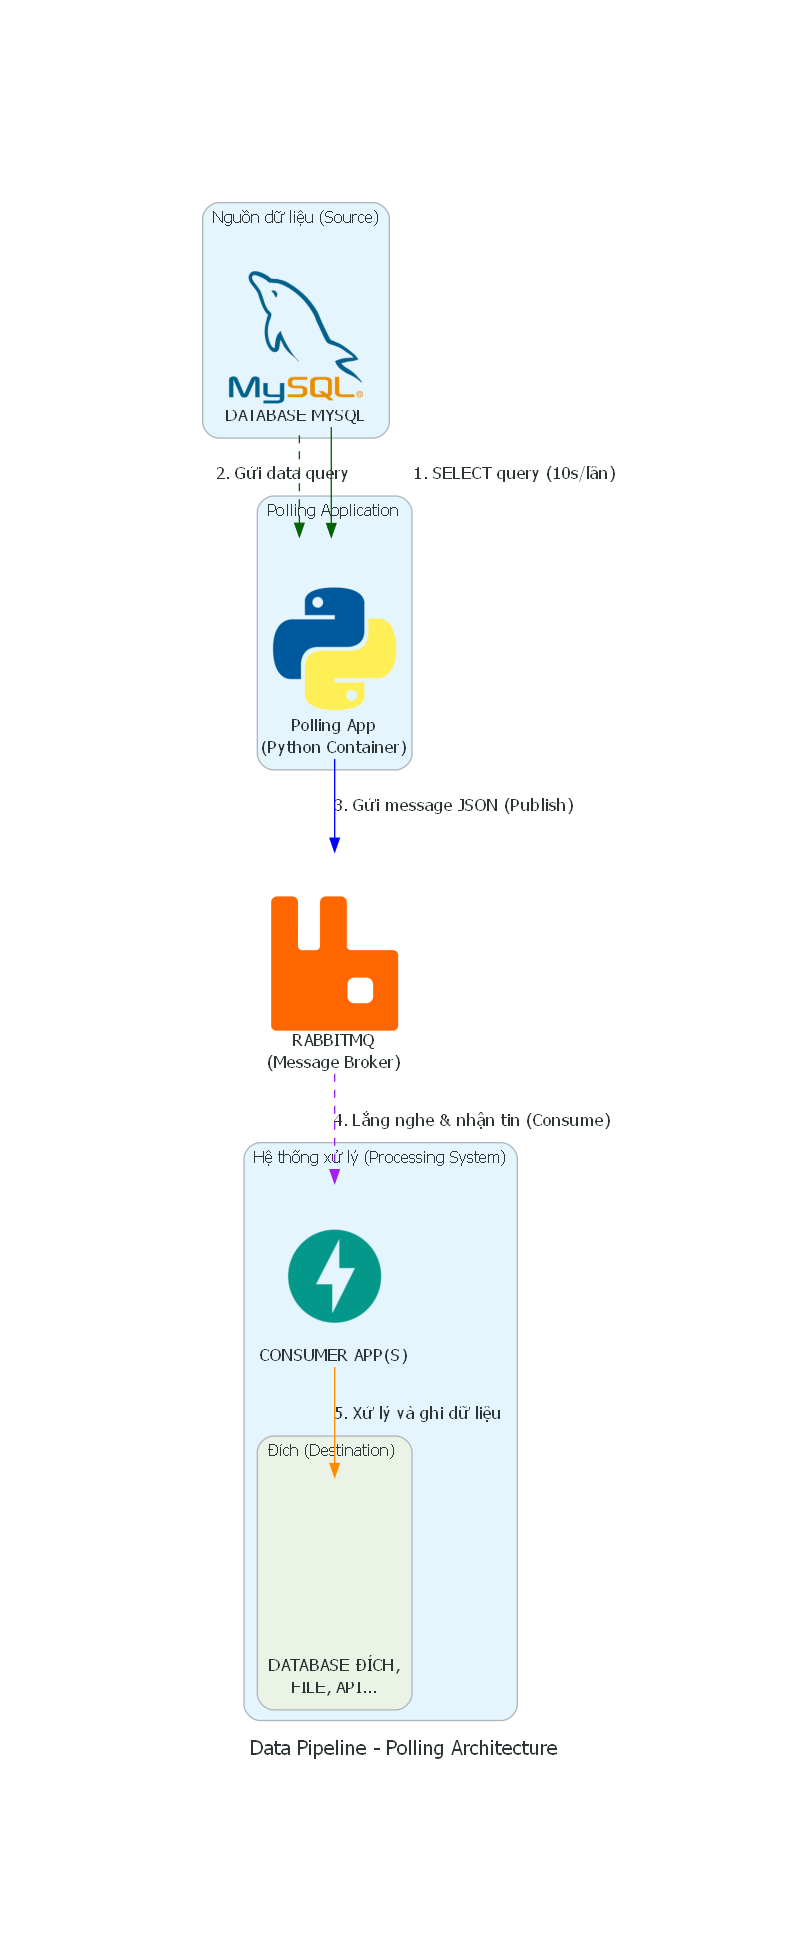 Nguồn dữ liệu (Source)
MySQL®
DATABASE MYSQL
2. Gửi data query
1. SELECT query (10s/lần)
Polling Application
Polling App
(Python Container)
3. Gửi message JSON (Publish)
RABBITMQ
(Message Broker)
4. Lắng nghe & nhận tin (Consume)
Hệ thống xử lý (Processing System)
CONSUMER APP(S)
5. Xử lý và ghi dữ liệu
Đích (Destination)
DATABASE ĐÍCH,
FILE, API...
Data Pipeline - Polling Architecture